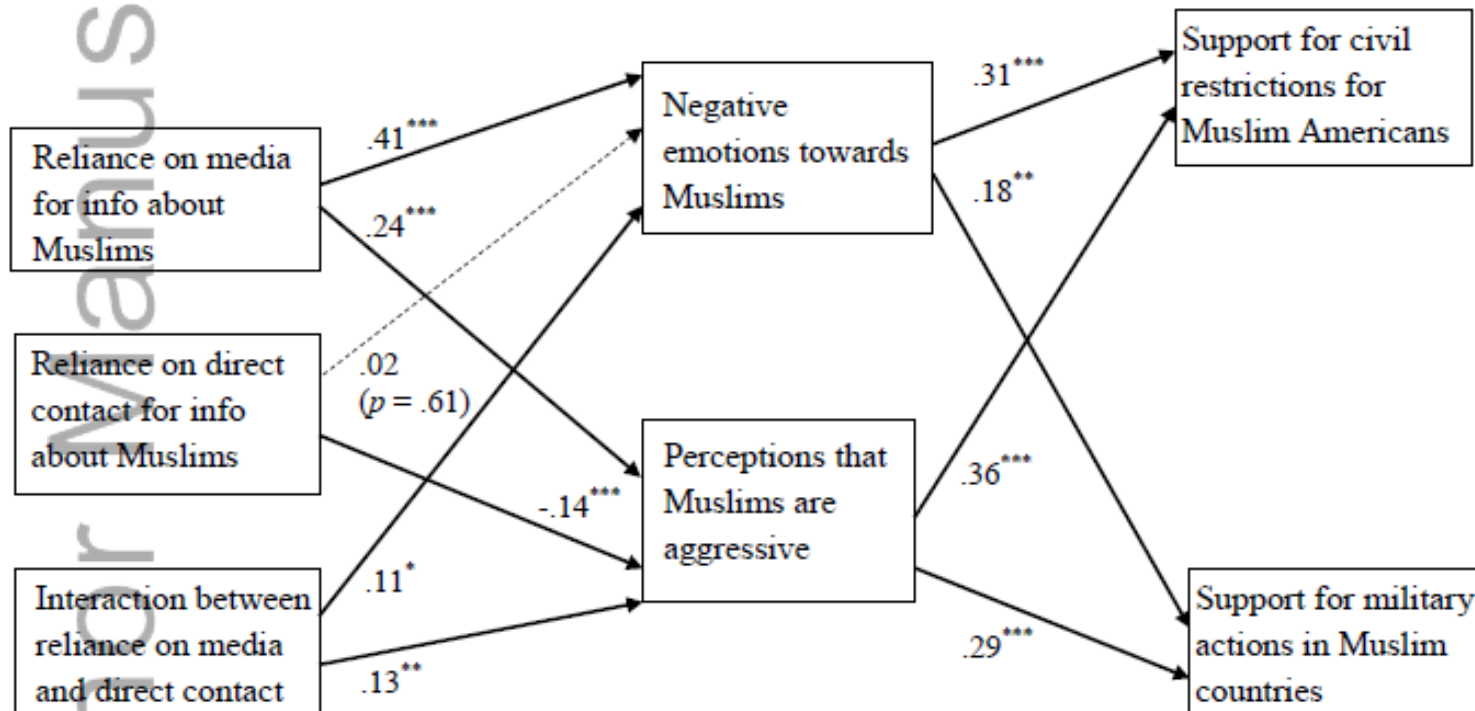 Reliance on media
for info about
Muslims
Reliance on direct
contact for info
about Muslims
Interaction between
reliance on media
and direct contact
.41***
.24***
.02
(p = .61)
-.14***
.11*
.13**
Negative
emotions towards
Muslims
Perceptions that
Muslims are
aggressive
.31***
.18**
.36***
.29***
Support for civil
restrictions for
Muslim Americans
Support for military
actions in Muslim
countries
or Manus